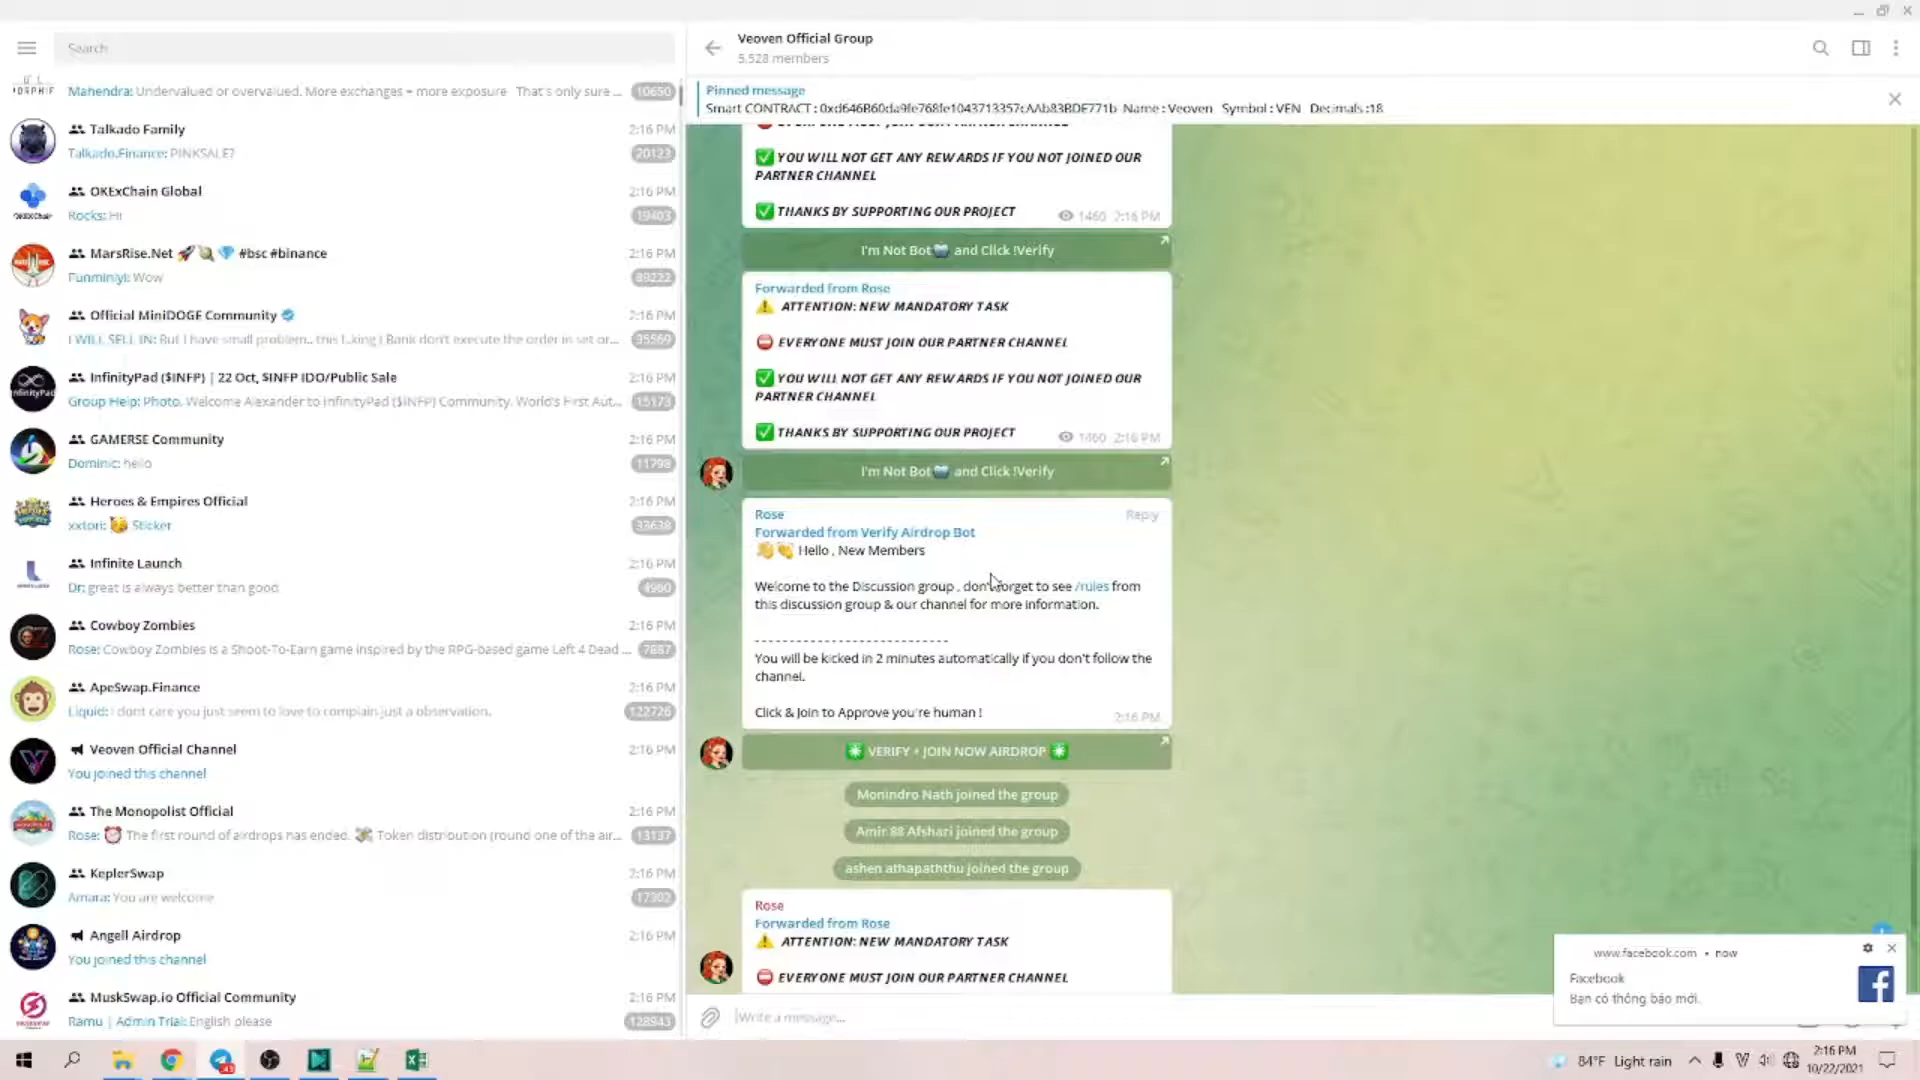 Search
Mahendra: Undervalued or overvalued. More exchanges = more exposure That's only sure ... 10650
Talkado Family 2:16 PM
Talkado.Finance: PINKSALE? 20123
OKExChain Global 2:16 PM
Rocks: Hi 19403
MarsRise.Net 🚀 💎 #bsc #binance 2:16 PM
Funminiyi: Wow 89222
Official MiniDOGE Community 2:16 PM
I WILL SELL IN: But I have small problem.. this f..king ( Bank don't execute the order in set or... 35569
InfinityPad ($INFP) | 22 Oct, $INFP IDO/Public Sale 2:16 PM
Group Help: Photo, Welcome Alexander to InfinityPad ($INFP) Community. World's First Aut... 15173
GAMERSE Community 2:16 PM
Dominic: hello 11798
Heroes & Empires Official 2:16 PM
xxtori: 🥳 Sticker 33638
Infinite Launch 2:16 PM
Dr: great is always better than good 4980
Cowboy Zombies 2:16 PM
Rose: Cowboy Zombies is a Shoot-To-Earn game inspired by the RPG-based game Left 4 Dead ... 7887
ApeSwap.Finance 2:16 PM
Liquid: i dont care you just seem to love to complain just a observation. 122726
Veoven Official Channel 2:16 PM
You joined this channel
The Monopolist Official 2:16 PM
Rose: ⏰ The first round of airdrops has ended. 💸 Token distribution (round one of the air... 13137
KeplerSwap 2:16 PM
Amara: You are welcome 17302
Angell Airdrop 2:16 PM
You joined this channel
MuskSwap.io Official Community 2:16 PM
Ramu | Admin Trial: English please 128943
Veoven Official Group
5,528 members
Pinned message
Smart CONTRACT : Name : Veoven Symbol : VEN Decimals :18
EVERYONE MUST JOIN OUR PARTNER CHANNEL
✅ YOU WILL NOT GET ANY REWARDS IF YOU NOT JOINED OUR
PARTNER CHANNEL
✅ THANKS BY SUPPORTING OUR PROJECT 1460 2:16 PM
I'm Not Bot and Click !Verify
Forwarded from Rose
⚠️ ATTENTION: NEW MANDATORY TASK
⛔ EVERYONE MUST JOIN OUR PARTNER CHANNEL
✅ YOU WILL NOT GET ANY REWARDS IF YOU NOT JOINED OUR
PARTNER CHANNEL
✅ THANKS BY SUPPORTING OUR PROJECT 1460 2:16 PM
I'm Not Bot and Click !Verify
Rose Reply
Forwarded from Verify Airdrop Bot
👋👋 Hello , New Members
Welcome to the Discussion group , don't forget to see /rules from
this discussion group & our channel for more information.
- - - - - - - - - - - - - - - - - - - - - - - - - -
You will be kicked in 2 minutes automatically if you don't follow the
channel.
Click & Join to Approve you're human ! 2:16 PM
✳️ VERIFY + JOIN NOW AIRDROP ✳️
Monindro Nath joined the group
Amir 88 Afshari joined the group
ashen athapaththu joined the group
Rose
Forwarded from Rose
⚠️ ATTENTION: NEW MANDATORY TASK
⛔ EVERYONE MUST JOIN OUR PARTNER CHANNEL
Write a message...
www.facebook.com • now
Facebook
Bạn có thông báo mới.
84°F Light rain
2:16 PM
10/22/2021